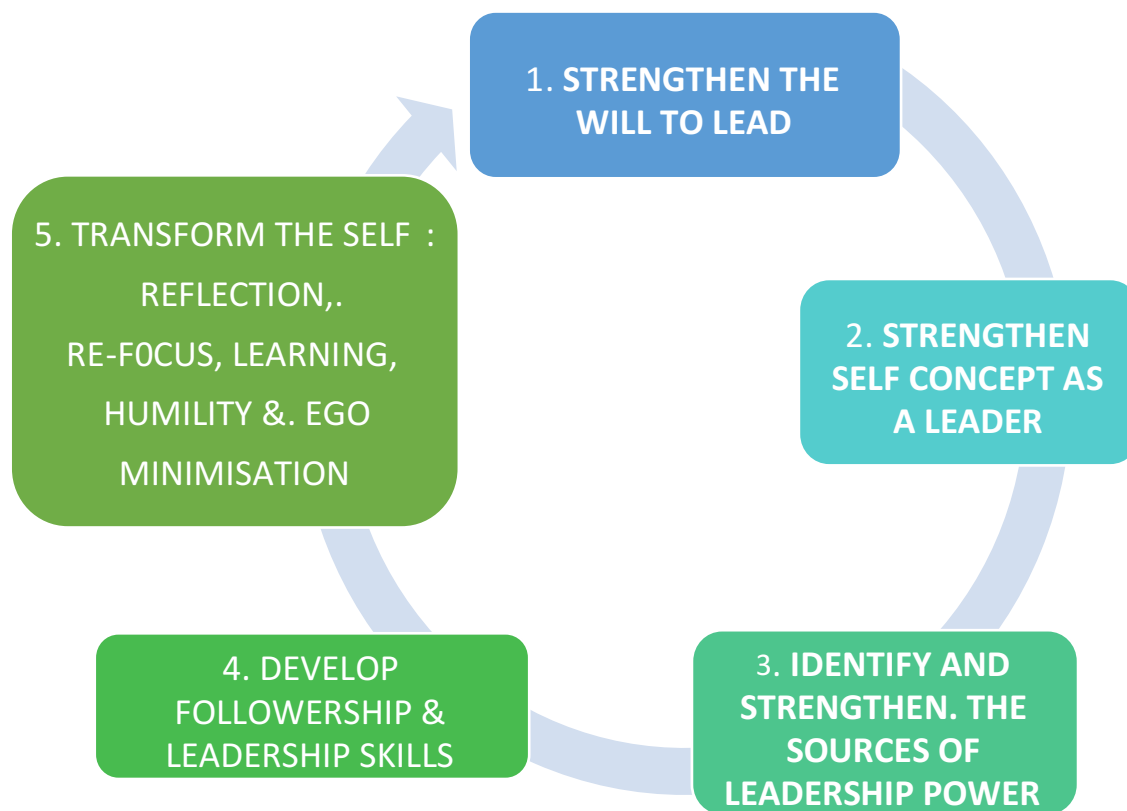 1. STRENGTHEN THE
WILL TO LEAD
2. STRENGTHEN
SELF CONCEPT AS
A LEADER
3. IDENTIFY AND
STRENGTHEN. THE
SOURCES OF
LEADERSHIP POWER
4. DEVELOP
FOLLOWERSHIP &
LEADERSHIP SKILLS
5. TRANSFORM THE SELF :
REFLECTION,.
RE-F0CUS, LEARNING,
HUMILITY &. EGO
MINIMISATION